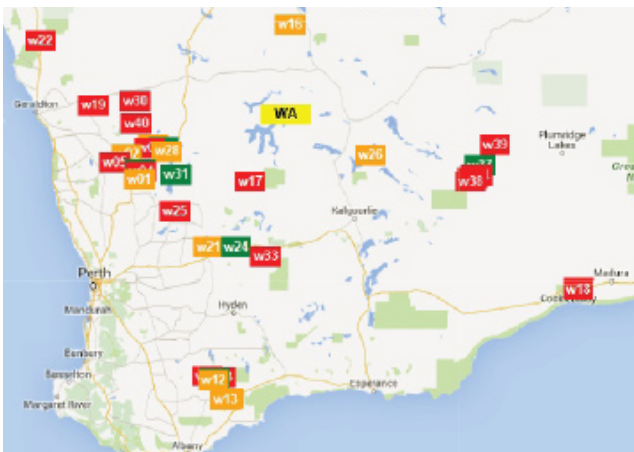 w16
w22
w30
w19
Geraldton
WA
w40
w39
Plumridge
Lakes
w28
w26
w05
w31
w01
w17
w38
w25
Kalgoorlie
w21
w24
w33
Madura
Perth
w18
Mandurah
Hyden
Bunbury
Busselton
w12
Esperance
Margaret River
w13
Albany